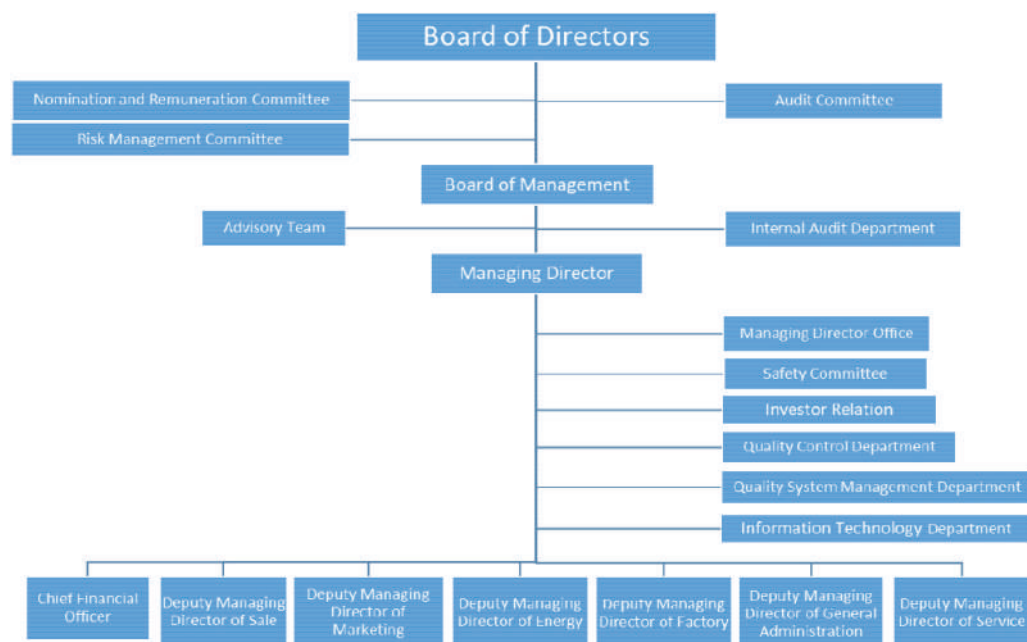 Board of Directors
Nomination and Remuneration Committee
Audit Committee
Risk Management Committee
Board of Management
Advisory Team
Internal Audit Department
Managing Director
Managing Director Office
Safety Committee
Investor Relation
Quality Control Department
Quality System Management Department
Information Technology Department
Chief Financial
Officer
Deputy Managing
Director of Sale
Deputy Managing
Director of
Marketing
Deputy Managing
Director of Energy
Deputy Managing
Director of Factory
Deputy Managing
Director of General
Administration
Deputy Managing
Director of Service